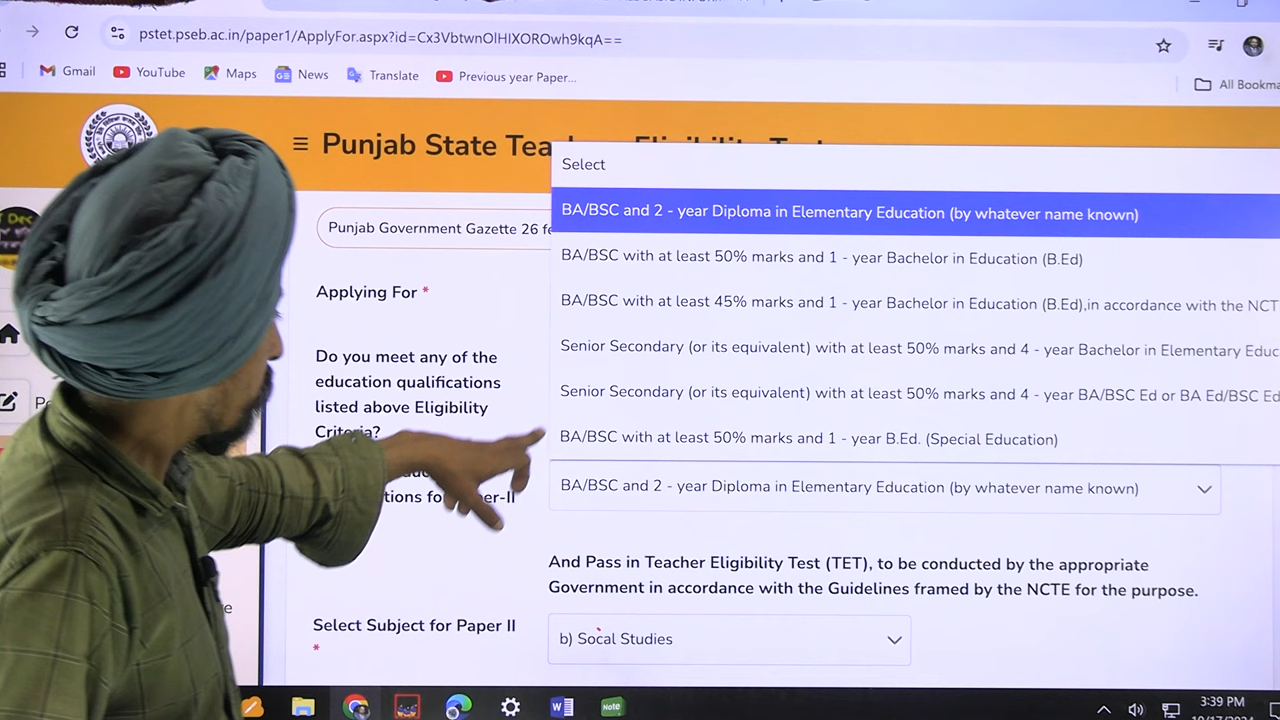 pstet.pseb.ac.in/paper1/ApplyFor.aspx?id=Cx3VbtwnOlHIXOROwh9kqA==
Gmail YouTube Maps News Translate Previous year Paper...
All Bookma
≡ Punjab State Tea
Select
Dec
BA/BSC and 2 - year Diploma in Elementary Education (by whatever name known)
Punjab Government Gazette 26 fe
BA/BSC with at least 50% marks and 1 - year Bachelor in Education (B.Ed)
Applying For *
BA/BSC with at least 45% marks and 1 - year Bachelor in Education (B.Ed),in accordance with the NCT
Senior Secondary (or its equivalent) with at least 50% marks and 4 - year Bachelor in Elementary Educ
Do you meet any of the
education qualifications
listed above Eligibility
Criteria?
Senior Secondary (or its equivalent) with at least 50% marks and 4 - year BA/BSC Ed or BA Ed/BSC Ed
BA/BSC with at least 50% marks and 1 - year B.Ed. (Special Education)
tions for Paper-II
BA/BSC and 2 - year Diploma in Elementary Education (by whatever name known)
And Pass in Teacher Eligibility Test (TET), to be conducted by the appropriate
Government in accordance with the Guidelines framed by the NCTE for the purpose.
Select Subject for Paper II
*
b) Socal Studies
Note
3:39 PM